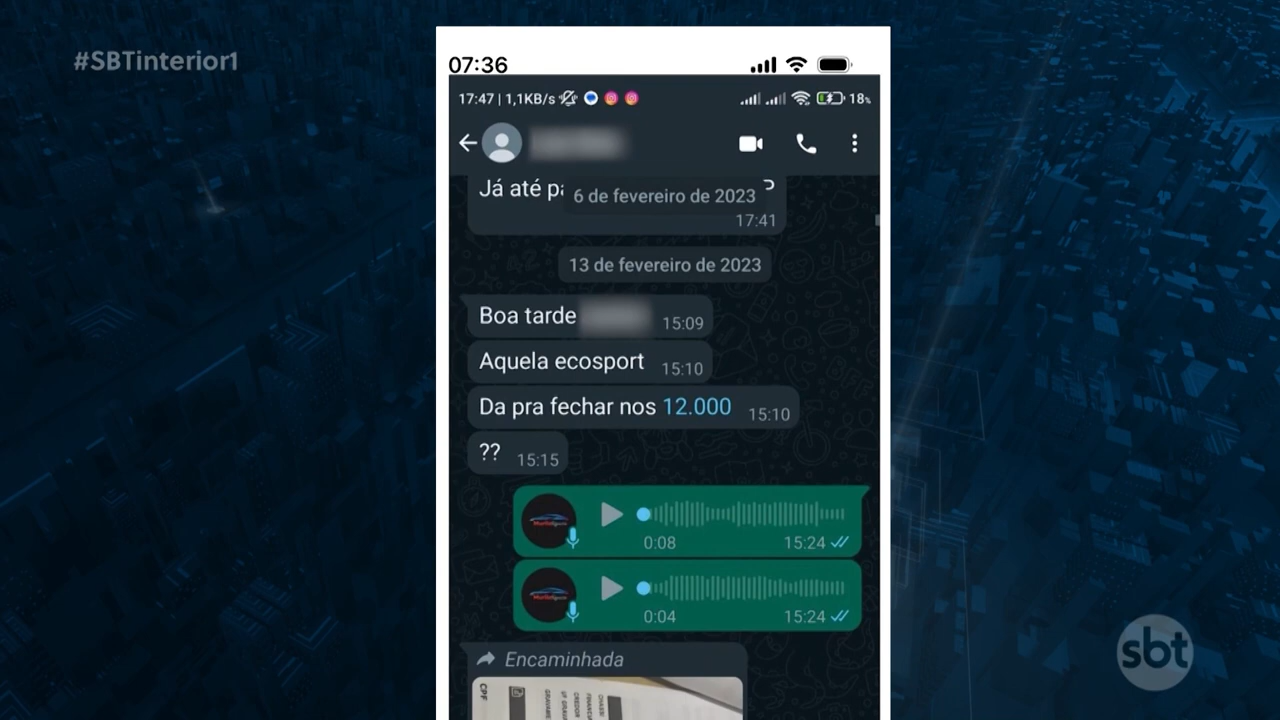 #SBTinterior1
07:36
17:47 | 1,1KB/s
18%
Já até pa
6 de fevereiro de 2023
17:41
13 de fevereiro de 2023
Boa tarde
15:09
Aquela ecosport 15:10
Da pra fechar nos 12.000 15:10
?? 15:15
0:08 15:24
0:04 15:24
Encaminhada
CPF
sbt